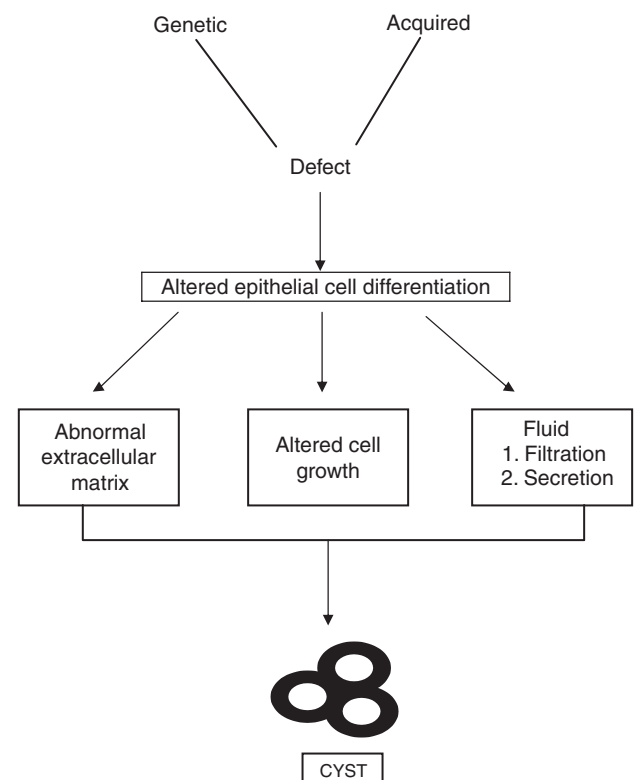 Genetic
Acquired
Defect
Altered epithelial cell differentiation
Abnormal
extracellular
matrix
Altered cell
growth
Fluid
1. Filtration
2. Secretion
CYST